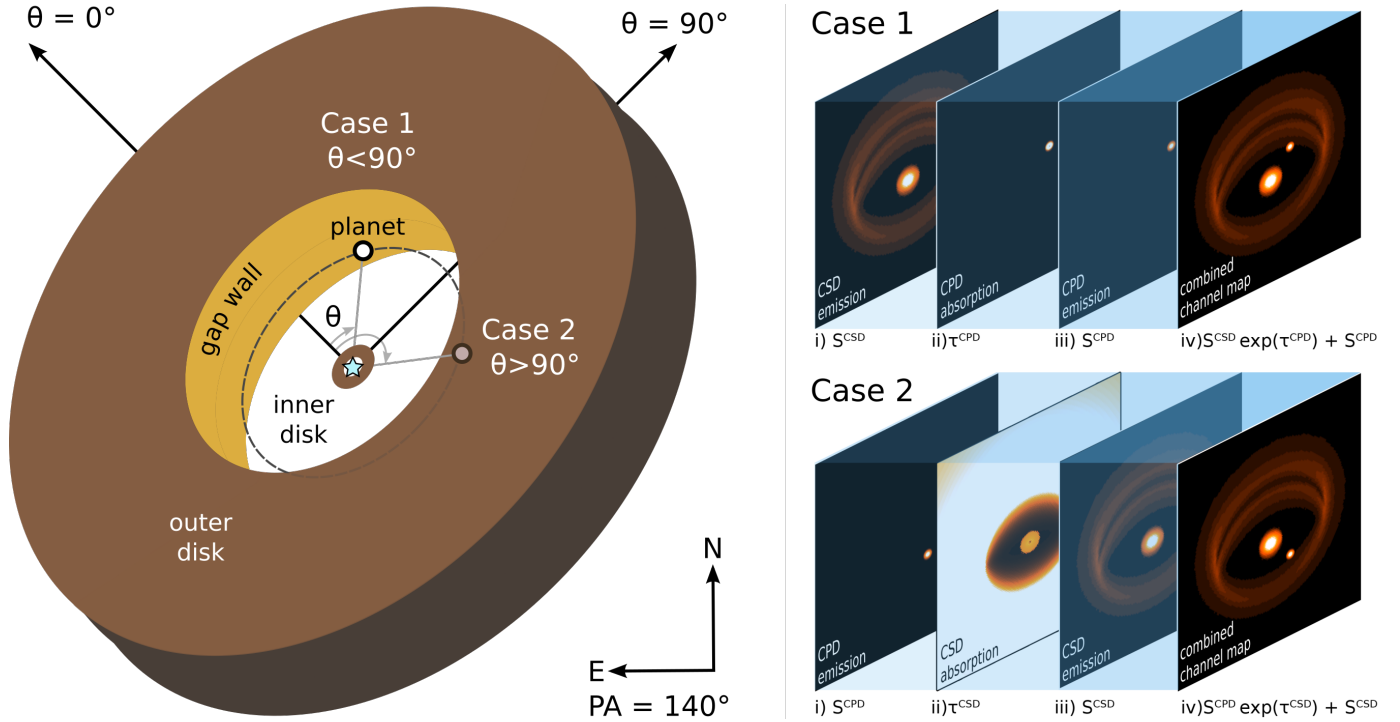 θ = 0°
θ = 90°
Case 1
θ<90°
planet
gap wall
θ
Case 2
θ>90°
inner
disk
outer
disk
N
E
PA = 140°
Case 1
CSD
emission
CPD
absorption
CPD
emission
combined
channel map
i) S^CSD
ii)τ^CPD
iii) S^CPD
iv)S^CSD exp(τ^CPD) + S^CPD
Case 2
CPD
emission
CSD
absorption
CSD
emission
combined
channel map
i) S^CPD
ii)τ^CSD
iii) S^CSD
iv)S^CPD exp(τ^CSD) + S^CSD